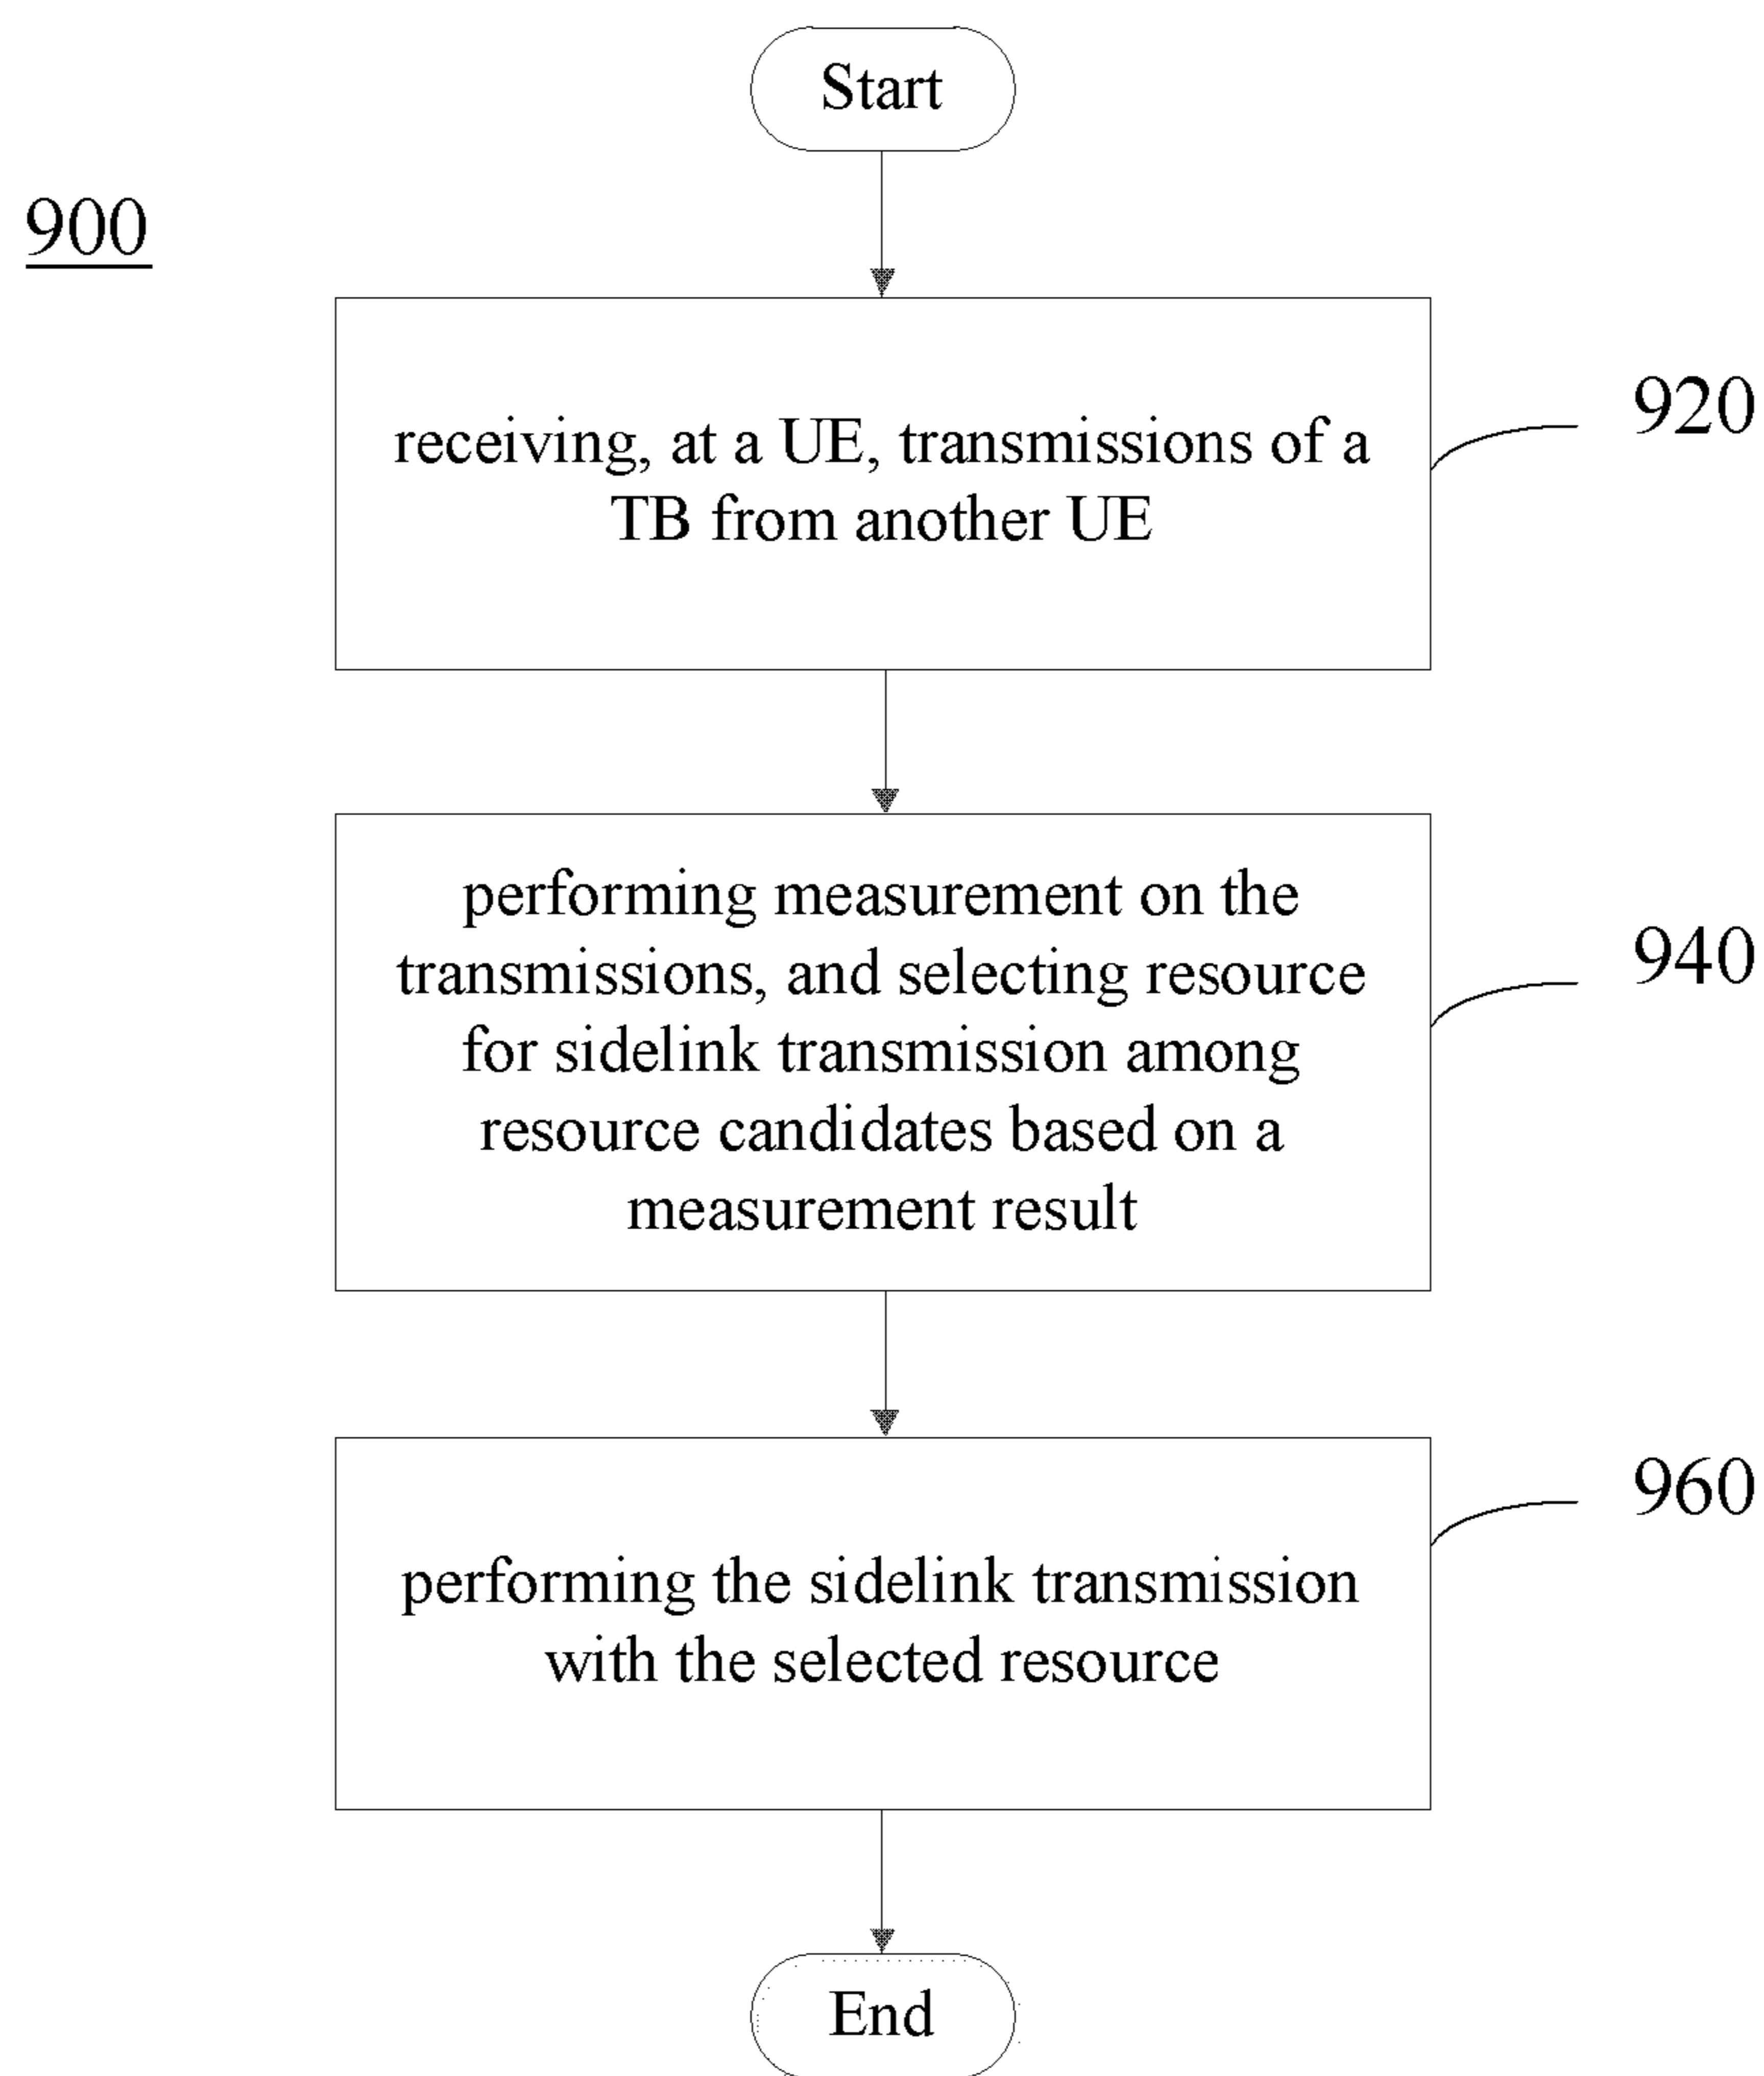 Start
900
receiving, at a UE, transmissions of a
TB from another UE
920
performing measurement on the
transmissions, and selecting resource
for sidelink transmission among
resource candidates based on a
measurement result
940
performing the sidelink transmission
with the selected resource
960
End